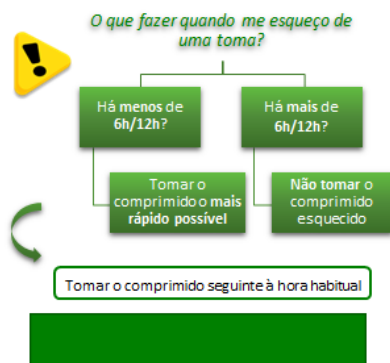 O que fazer quando me esqueço de
uma toma?
Há menos de
6h/12h?
Há mais de
6h/12h?
Tomar o
comprimido o mais
rápido possível
Não tomar o
comprimido
esquecido
Tomar o comprimido seguinte à hora habitual